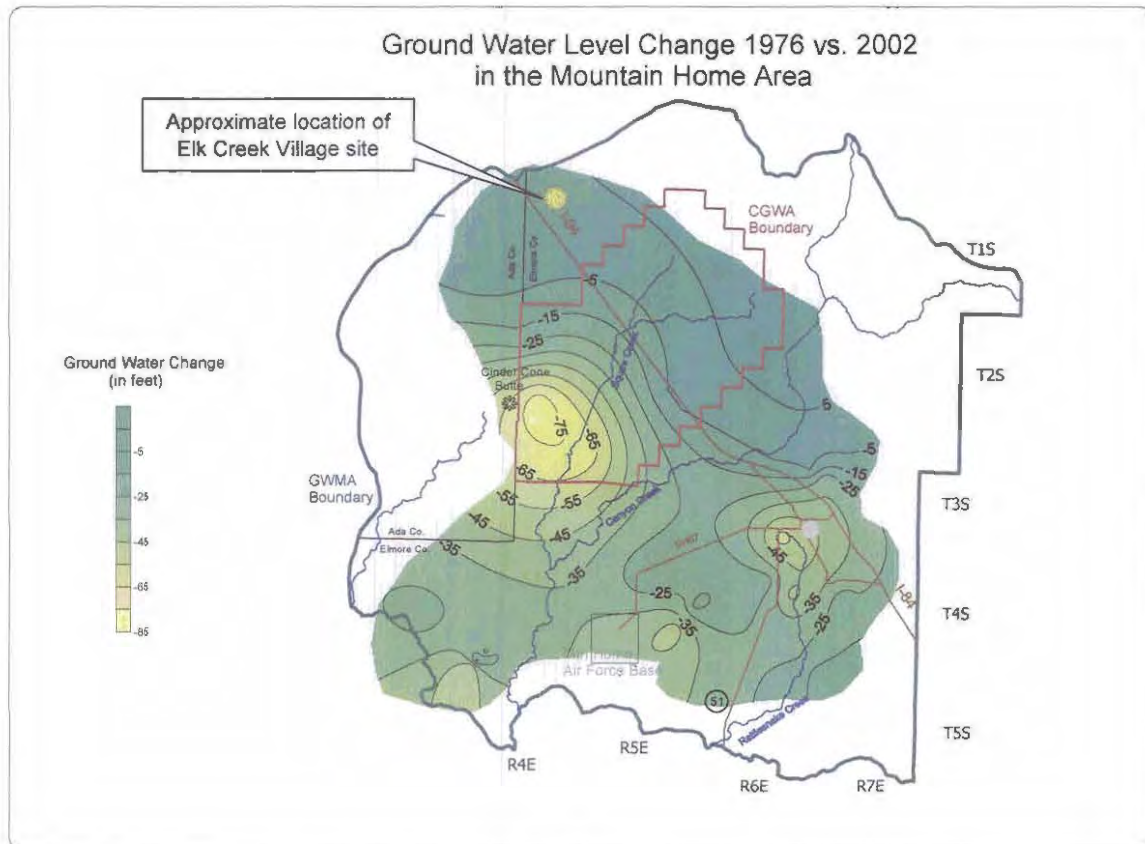 Ground Water Level Change 1976 vs. 2002
in the Mountain Home Area
Approximate location of
Elk Creek Village site
CGWA
Boundary
T1S
Ada Co.
Elmore Co.
-5
-15
-25
Ground Water Change
(in feet)
Cinder Cone
Butte
T2S
-75
-65
5
-5
-5
-15
-25
-25
-45
-65
-85
-65
GWMA
Boundary
-55
-55
Canyon Creek
T3S
-45
-45
Ada Co.
Elmore Co.
-35
-35
-45
I-84
-25
-35
-35
-25
T4S
Air Force Base
51
Rattlesnake Creek
T5S
R4E
R5E
R6E
R7E